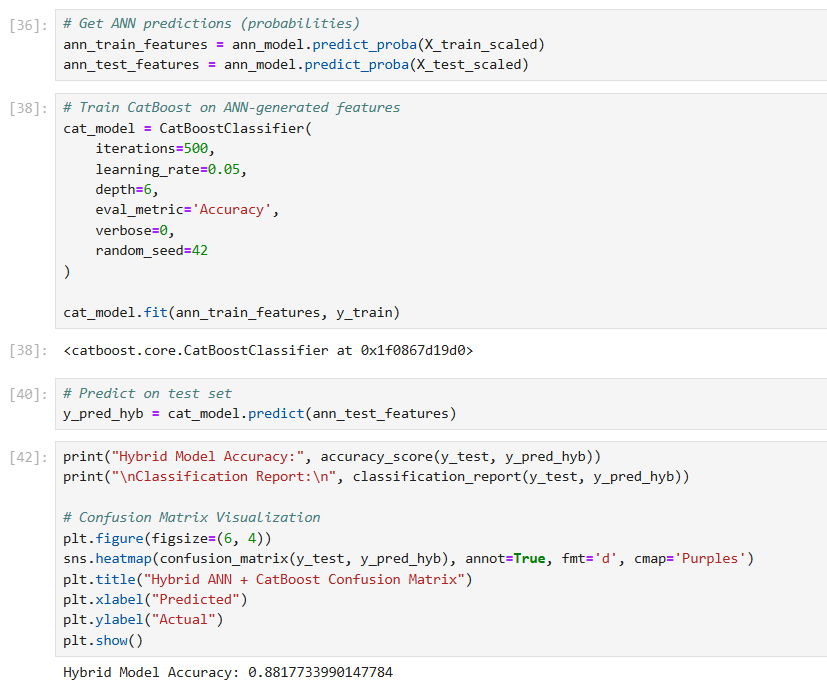 [36]: # Get ANN predictions (probabilities)
ann_train_features = ann_model.predict_proba(X_train_scaled)
ann_test_features = ann_model.predict_proba(X_test_scaled)
[38]: # Train CatBoost on ANN-generated features
cat_model = CatBoostClassifier(
    iterations=500,
    learning_rate=0.05,
    depth=6,
    eval_metric='Accuracy',
    verbose=0,
    random_seed=42
)

cat_model.fit(ann_train_features, y_train)
[38]: <catboost.core.CatBoostClassifier at 0x1f0867d19d0>
[40]: # Predict on test set
y_pred_hyb = cat_model.predict(ann_test_features)
[42]: print("Hybrid Model Accuracy:", accuracy_score(y_test, y_pred_hyb))
print("\nClassification Report:\n", classification_report(y_test, y_pred_hyb))

# Confusion Matrix Visualization
plt.figure(figsize=(6, 4))
sns.heatmap(confusion_matrix(y_test, y_pred_hyb), annot=True, fmt='d', cmap='Purples')
plt.title("Hybrid ANN + CatBoost Confusion Matrix")
plt.xlabel("Predicted")
plt.ylabel("Actual")
plt.show()
Hybrid Model Accuracy: 0.8817733990147784